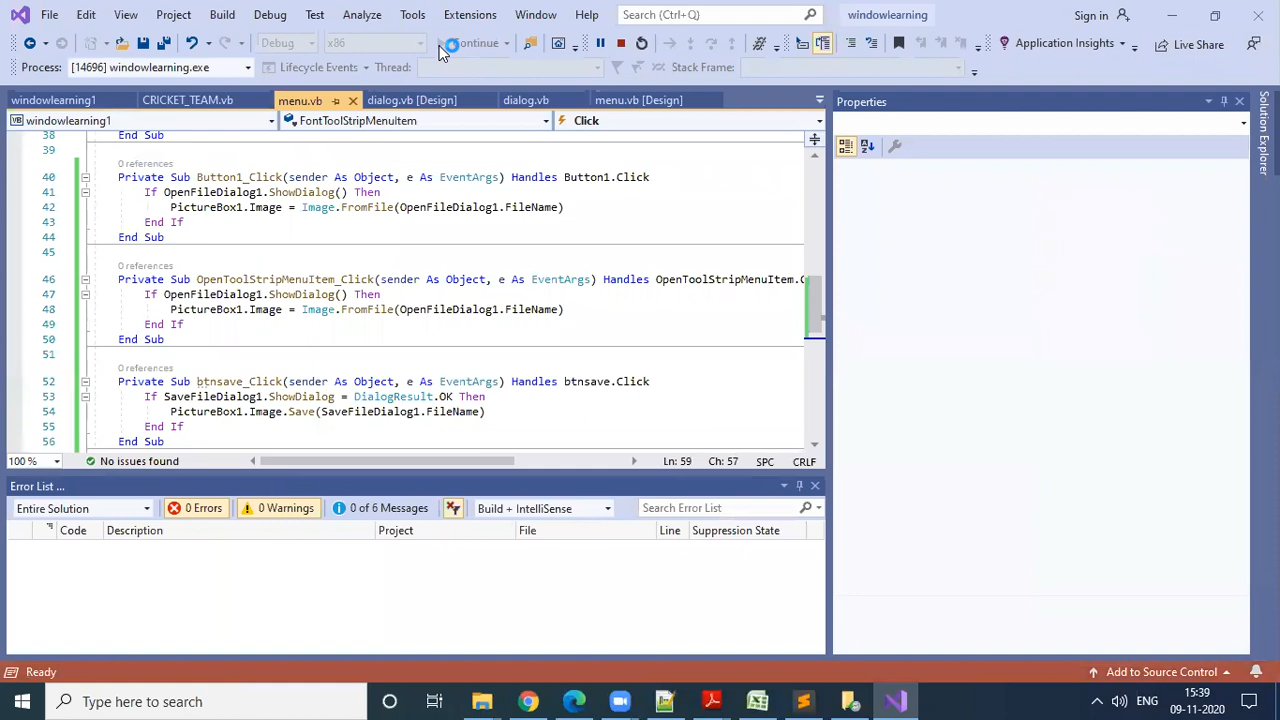 File Edit View Project Build Debug Test Analyze Tools Extensions Window Help Search (Ctrl+Q) windowlearning Sign in
Debug x86 Continue Application Insights Live Share
Process: [14696] windowlearning.exe Lifecycle Events Thread: Stack Frame:
windowlearning1 CRICKET_TEAM.vb menu.vb dialog.vb [Design] dialog.vb menu.vb [Design]
Properties
windowlearning1 FontToolStripMenuItem Click
38 End Sub
39
0 references
40 Private Sub Button1_Click(sender As Object, e As EventArgs) Handles Button1.Click
41 If OpenFileDialog1.ShowDialog() Then
42 PictureBox1.Image = Image.FromFile(OpenFileDialog1.FileName)
43 End If
44 End Sub
45
0 references
46 Private Sub OpenToolStripMenuItem_Click(sender As Object, e As EventArgs) Handles OpenToolStripMenuItem.C
47 If OpenFileDialog1.ShowDialog() Then
48 PictureBox1.Image = Image.FromFile(OpenFileDialog1.FileName)
49 End If
50 End Sub
51
0 references
52 Private Sub btnsave_Click(sender As Object, e As EventArgs) Handles btnsave.Click
53 If SaveFileDialog1.ShowDialog = DialogResult.OK Then
54 PictureBox1.Image.Save(SaveFileDialog1.FileName)
55 End If
56 End Sub
100 % No issues found Ln: 59 Ch: 57 SPC CRLF
Error List ...
Entire Solution 0 Errors 0 Warnings 0 of 6 Messages Build + IntelliSense Search Error List
Code Description Project File Line Suppression State
Solution Explorer
Ready Add to Source Control
Type here to search ENG 15:39
09-11-2020